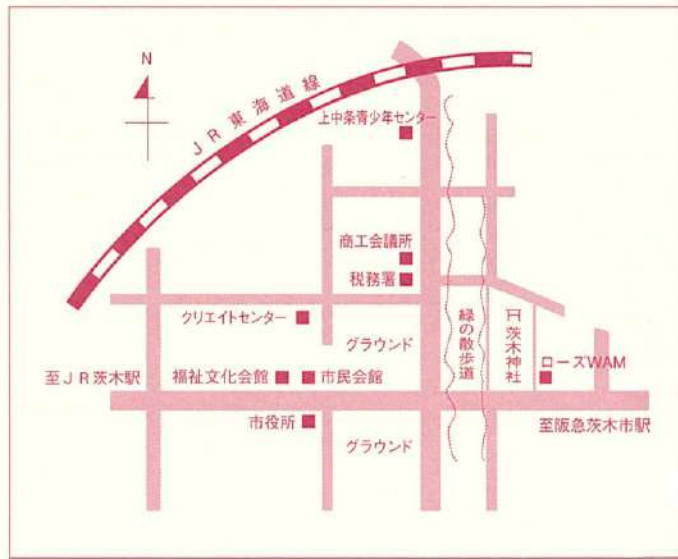 N
JR東海道線
上中条青少年センター
商工会議所
税務署
クリエイトセンター
グラウンド
緑の散歩道
茨木神社
ローズWAM
至JR茨木駅
福祉文化会館
市民会館
市役所
グラウンド
至阪急茨木市駅